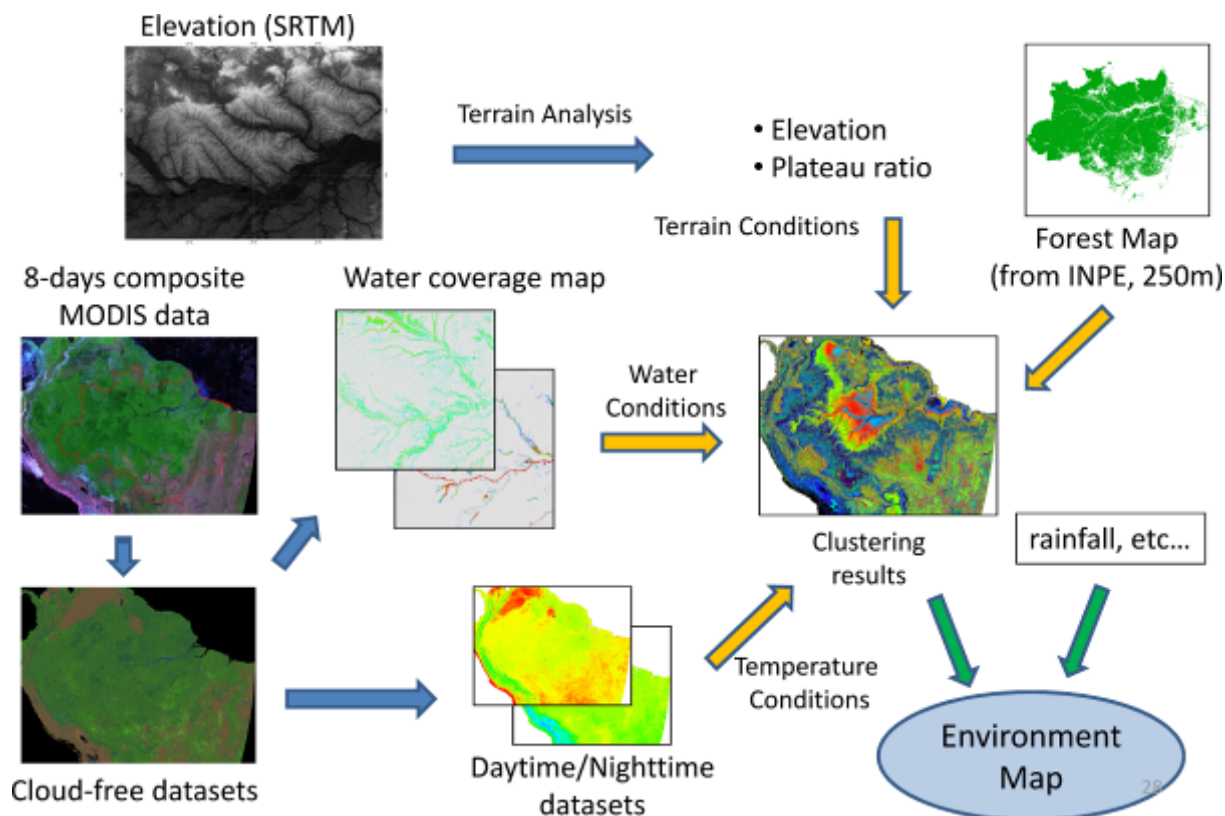 Elevation (SRTM)
Terrain Analysis
• Elevation
• Plateau ratio
Terrain Conditions
Forest Map
(from INPE, 250m)
8-days composite
MODIS data
Water coverage map
Water
Conditions
Clustering
results
rainfall, etc...
Temperature
Conditions
Cloud-free datasets
Daytime/Nighttime
datasets
Environment
Map
28